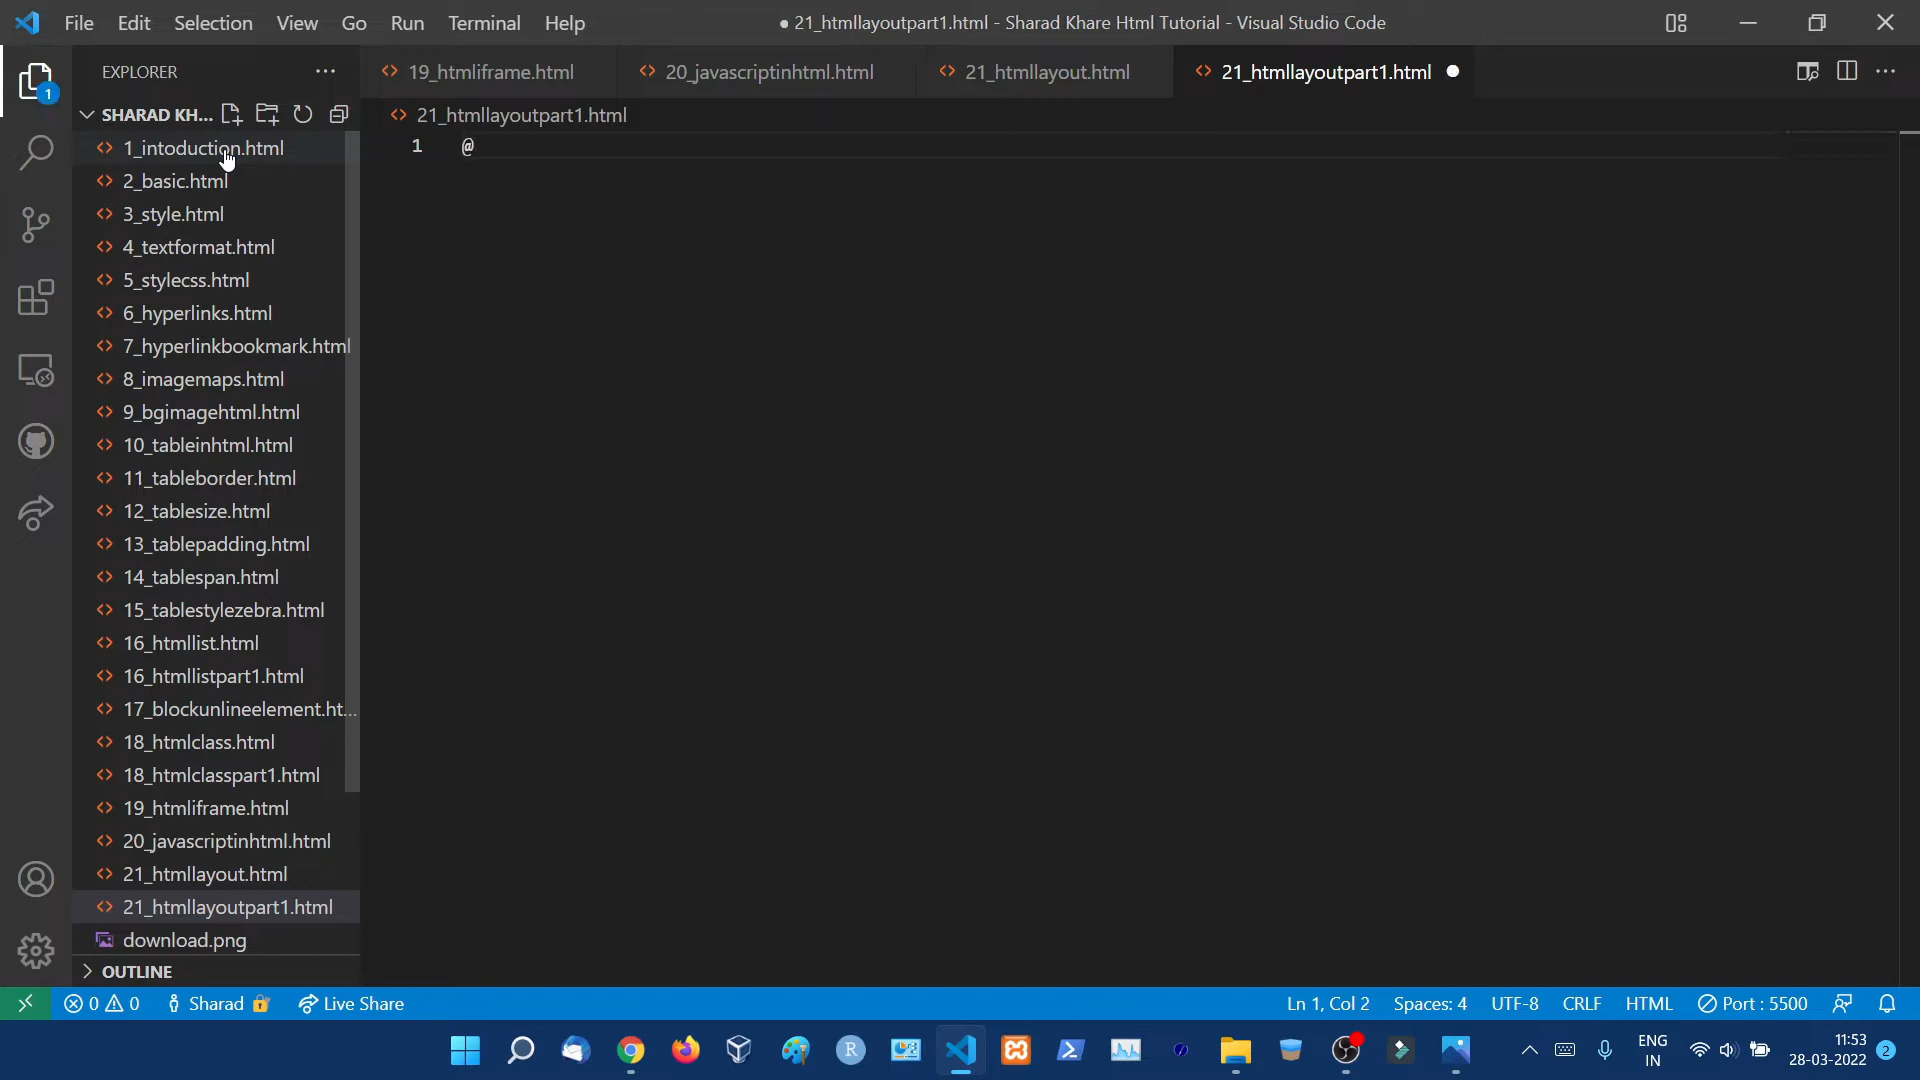 File Edit Selection View Go Run Terminal Help
● 21_htmllayoutpart1.html - Sharad Khare Html Tutorial - Visual Studio Code
EXPLORER
SHARAD KH...
1
1_intoduction.html
2_basic.html
3_style.html
4_textformat.html
5_stylecss.html
6_hyperlinks.html
7_hyperlinkbookmark.html
8_imagemaps.html
9_bgimagehtml.html
10_tableinhtml.html
11_tableborder.html
12_tablesize.html
13_tablepadding.html
14_tablespan.html
15_tablestylezebra.html
16_htmllist.html
16_htmllistpart1.html
17_blockunlineelement.ht...
18_htmlclass.html
18_htmlclasspart1.html
19_htmliframe.html
20_javascriptinhtml.html
21_htmllayout.html
21_htmllayoutpart1.html
download.png
OUTLINE
19_htmliframe.html 20_javascriptinhtml.html 21_htmllayout.html 21_htmllayoutpart1.html
21_htmllayoutpart1.html
1 @
0 0 Sharad Live Share Ln 1, Col 2 Spaces: 4 UTF-8 CRLF HTML Port : 5500
R ENG
IN
11:53
28-03-2022
2